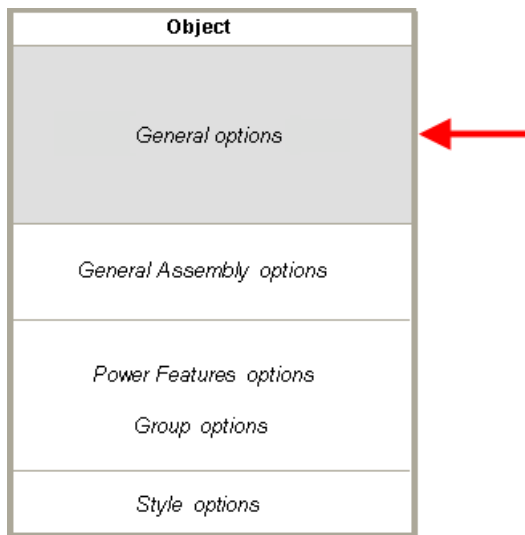 Object
General options
General Assembly options
Power Features options
Group options
Style options